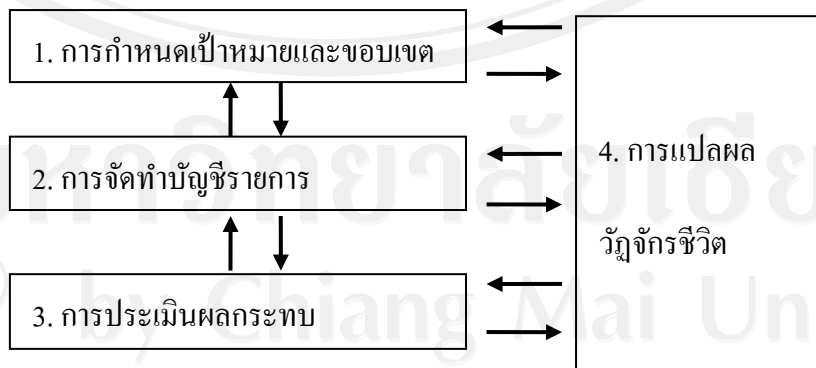 1. การกำหนดเป้าหมายและขอบเขต
2. การจัดทำบัญชีรายการ
4. การแปลผล
วัฏจักรชีวิต
3. การประเมินผลกระทบ
by Chiang Mai Un